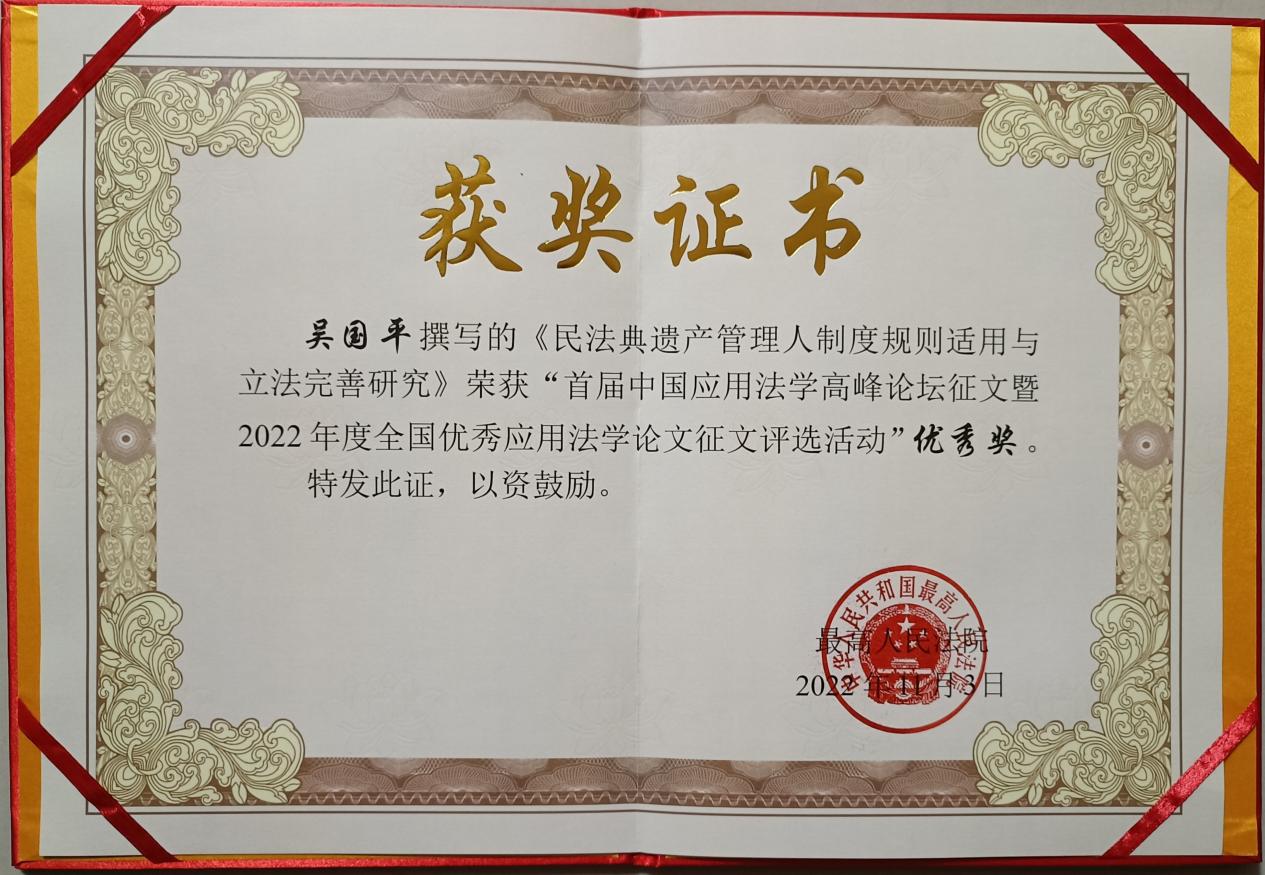 获奖证书
吴国平撰写的《民法典遗产管理人制度规则适用与
立法完善研究》荣获“首届中国应用法学高峰论坛征文暨
2022年度全国优秀应用法学论文征文评选活动”优秀奖。
特发此证，以资鼓励。
中华人民共和国最高人民法院
最高人民法院
2022年11月3日